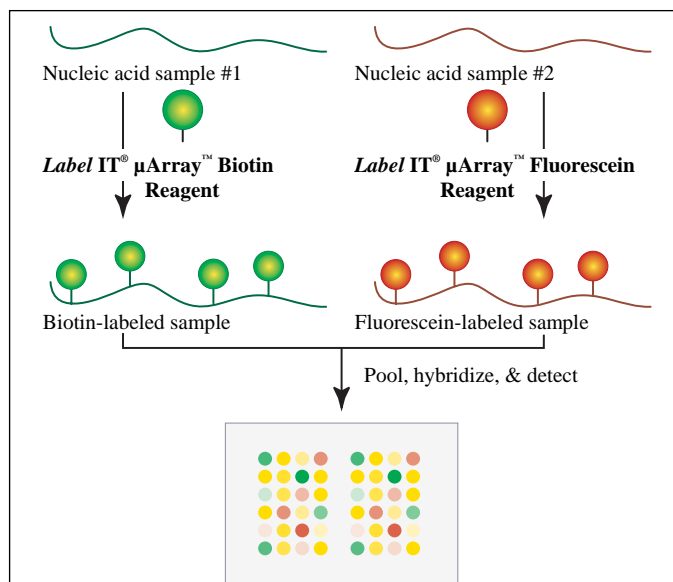 Nucleic acid sample #1
Nucleic acid sample #2
Label IT® µArray™ Biotin
Reagent
Label IT® µArray™ Fluorescein
Reagent
Biotin-labeled sample
Fluorescein-labeled sample
Pool, hybridize, & detect